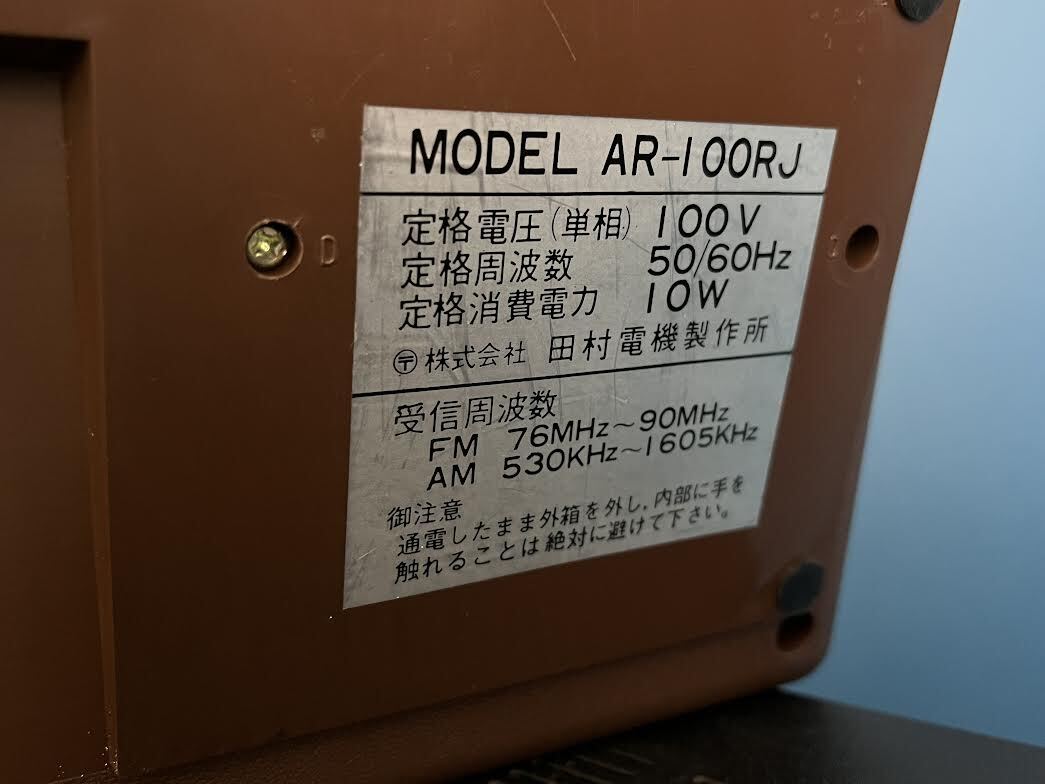 MODEL AR-100RJ
定格電圧(単相) 100V
定格周波数 50/60Hz
定格消費電力 10W
〶株式会社 田村電機製作所
受信周波数
FM 76MHz～90MHz
AM 530KHz～1605KHz
御注意
通電したまま外箱を外し,内部に手を
触れることは絶対に避けて下さい。
D